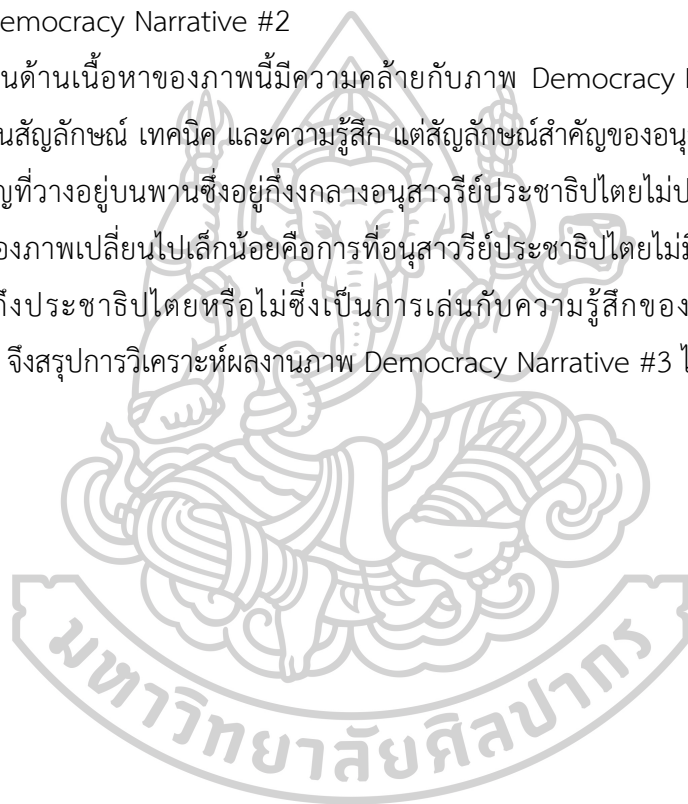 emocracy Narrative #2
นด้านเนื้อหาของภาพนี้มีความคล้ายกับภาพ Democracy
นสัญลักษณ์ เทคนิค และความรู้สึก แต่สัญลักษณ์สำคัญของอนุ
ญที่วางอยู่บนพานซึ่งอยู่กึ่งงกลางอนุสาวรีย์ประชาธิปไตยไม่ป
องภาพเปลี่ยนไปเล็กน้อยคือการที่อนุสาวรีย์ประชาธิปไตยไม่มี
ถึงประชาธิปไตยหรือไม่ซึ่งเป็นการเล่นกับความรู้สึกของ
จึงสรุปการวิเคราะห์ผลงานภาพ Democracy Narrative #3 ไ
มหาวิทยาลัยศิลปากร